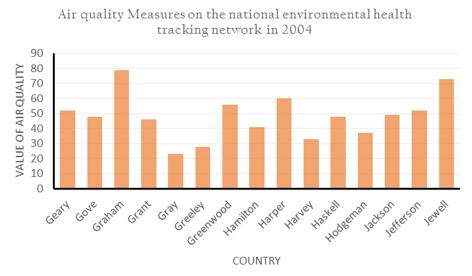 Air quality Measures on the national environmental health
tracking network in 2004
VALUE OF AIR QUALITY
90
80
70
60
50
40
30
20
10
0
Geary
Gove
Graham
Grant
Gray
Greeley
Greenwood
Hamilton
Harper
Harvey
Haskell
Hodgeman
Jackson
Jefferson
Jewell
COUNTRY